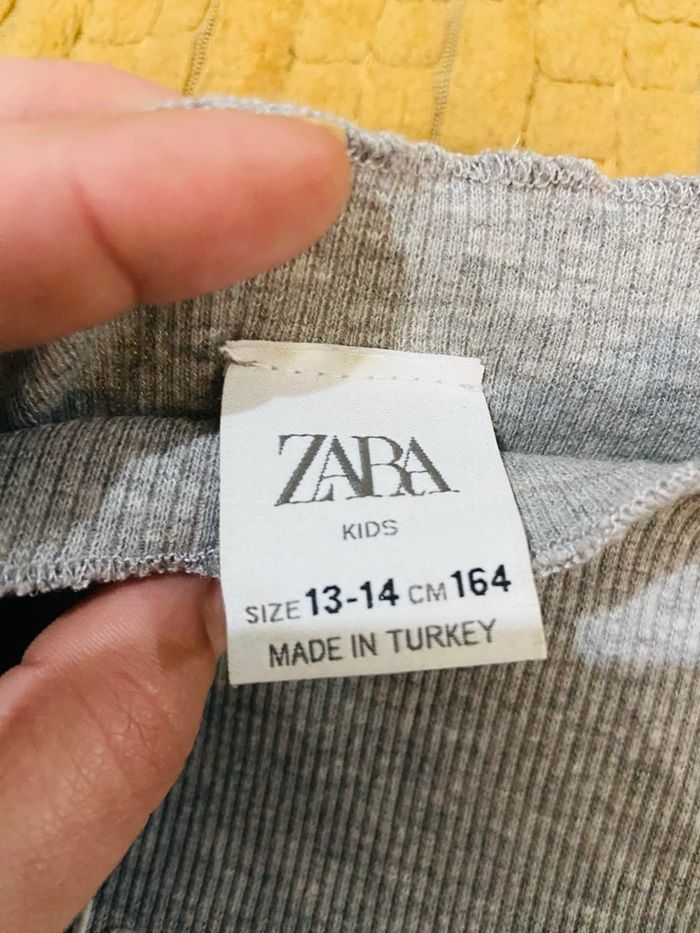 ZARA
KIDS
SIZE 13-14 CM 164
MADE IN TURKEY